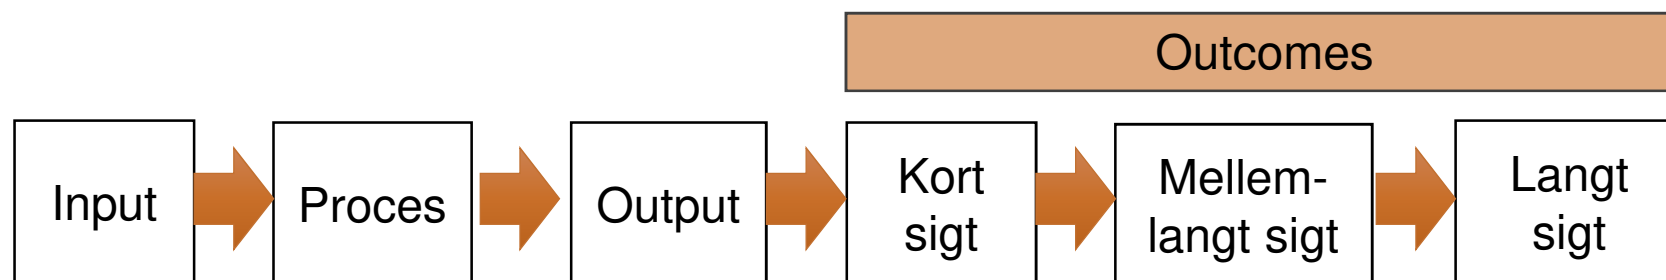 Outcomes
Input
Proces
Output
Kort
sigt
Mellem-
langt sigt
Langt
sigt